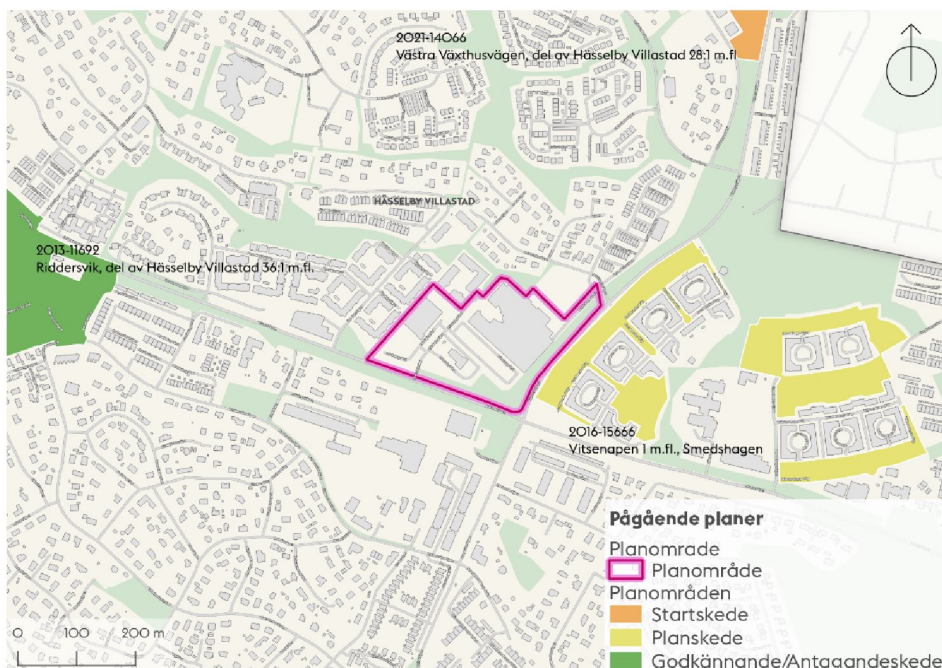 2021-14066
Västra Växthusvägen, del av Hässelby Villastad 28:1 m.fl
HÄSSELBY VILLASTAD
2013-11692
Riddersvik, del av Hässelby Villastad 36:1 m.fl.
2016-15666
Vitsenapen 1 m.fl., Smedshagen
Pågående planer
Planomrade
Planområde
Planområden
Startskede
Planskede
Godkännande/Antagandeskede
0 100 200 m